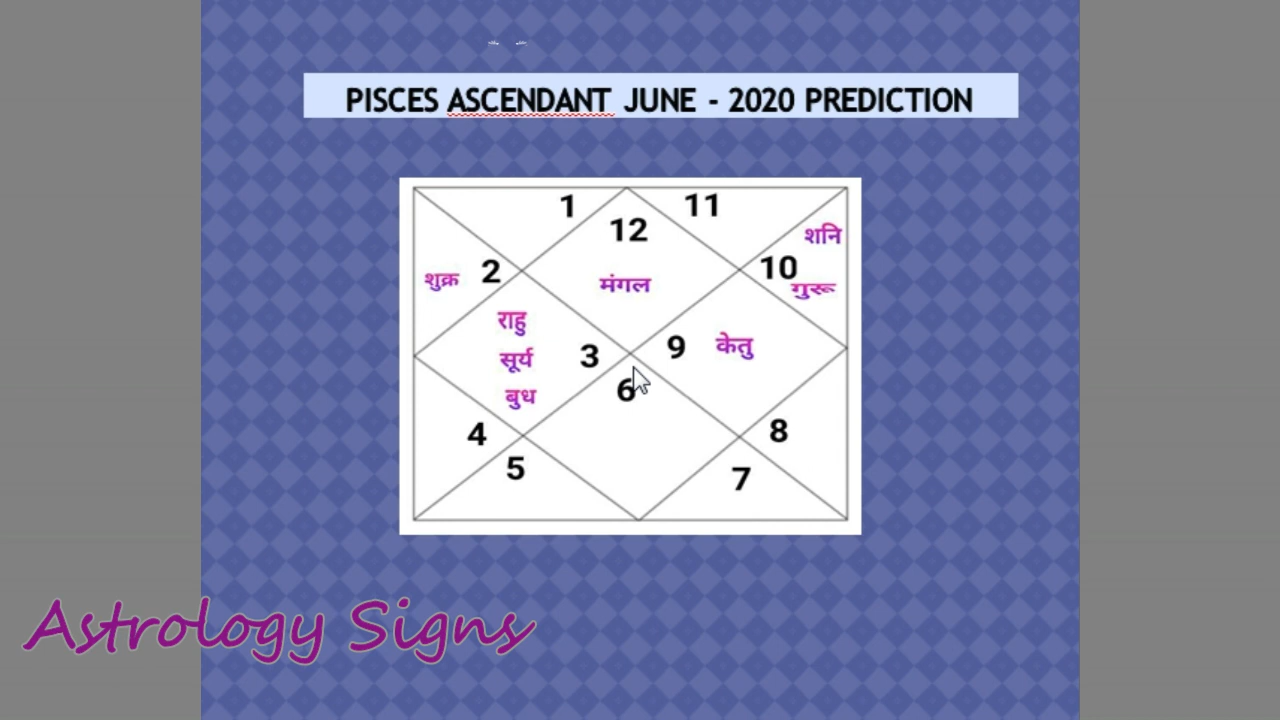 PISCES ASCENDANT JUNE - 2020 PREDICTION
1
11
12
शनि
2
10
शुक्र
मंगल
गुरू
राहु
3
9
केतु
सूर्य
6
बुध
4
8
5
7
Astrology Signs